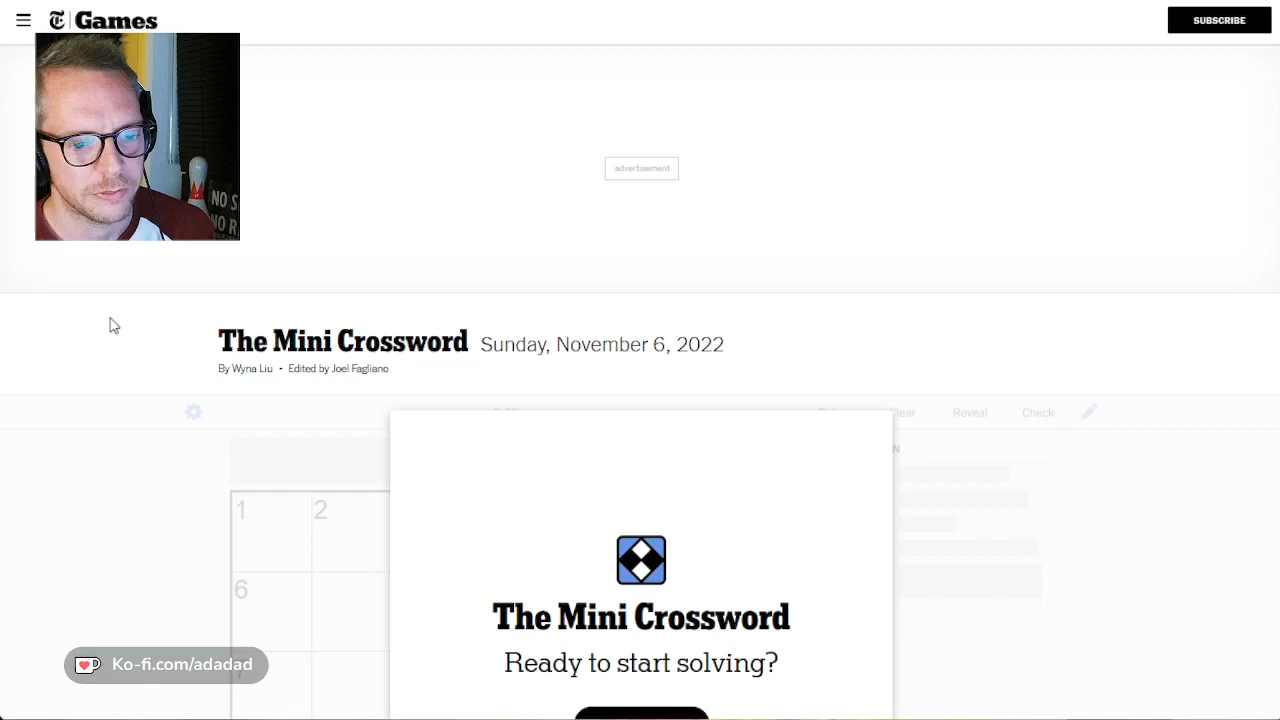 Games
SUBSCRIBE
NO S
NO R
advertisement
The Mini Crossword Sunday, November 6, 2022
By Wyna Liu • Edited by Joel Fagliano
Clear Reveal Check
N
1 2
6
The Mini Crossword
Ready to start solving?
Ko-fi.com/adadad